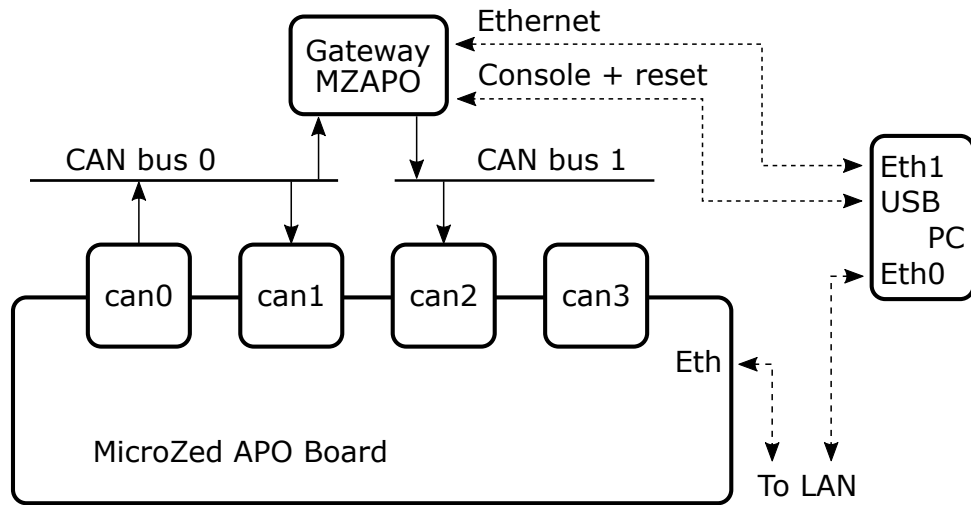 Ethernet
Gateway
MZAPO
Console + reset
CAN bus 0
CAN bus 1
Eth1
USB
PC
Eth0
can0
can1
can2
can3
Eth
MicroZed APO Board
To LAN